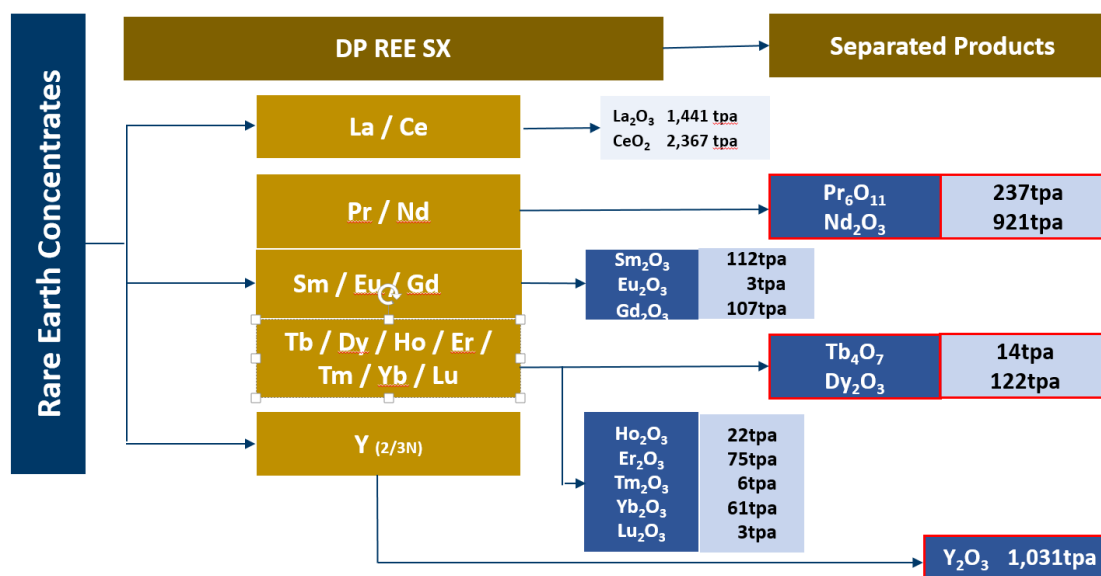 Rare Earth Concentrates
DP REE SX
Separated Products
La / Ce
La₂O₃ 1,441 tpa
CeO₂ 2,367 tpa
Pr / Nd
Pr₆O₁₁ 237tpa
Nd₂O₃ 921tpa
Sm / Eu / Gd
Sm₂O₃ 112tpa
Eu₂O₃ 3tpa
Gd₂O₃ 107tpa
Tb / Dy / Ho / Er /
Tm / Yb / Lu
Tb₄O₇ 14tpa
Dy₂O₃ 122tpa
Ho₂O₃ 22tpa
Er₂O₃ 75tpa
Tm₂O₃ 6tpa
Yb₂O₃ 61tpa
Lu₂O₃ 3tpa
Y (2/3N)
Y₂O₃ 1,031tpa